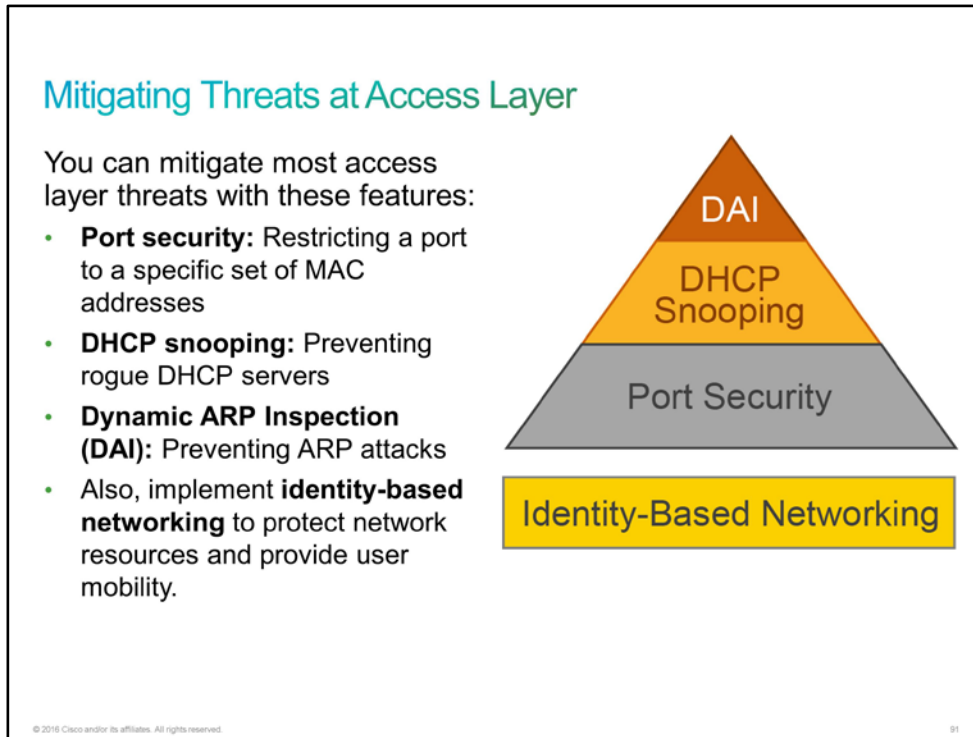 Mitigating Threats at Access Layer
You can mitigate most access
layer threats with these features:
• Port security: Restricting a port
to a specific set of MAC
addresses
• DHCP snooping: Preventing
rogue DHCP servers
• Dynamic ARP Inspection
(DAI): Preventing ARP attacks
• Also, implement identity-based
networking to protect network
resources and provide user
mobility.
DAI
DHCP
Snooping
Port Security
Identity-Based Networking
© 2016 Cisco and/or its affiliates. All rights reserved.
91